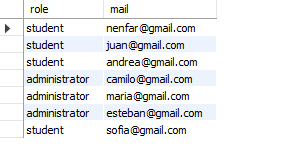 role mail
student nenfar@gmail.com
student juan@gmail.com
student andrea@gmail.com
administrator camilo@gmail.com
administrator maria@gmail.com
administrator esteban@gmail.com
student sofia@gmail.com